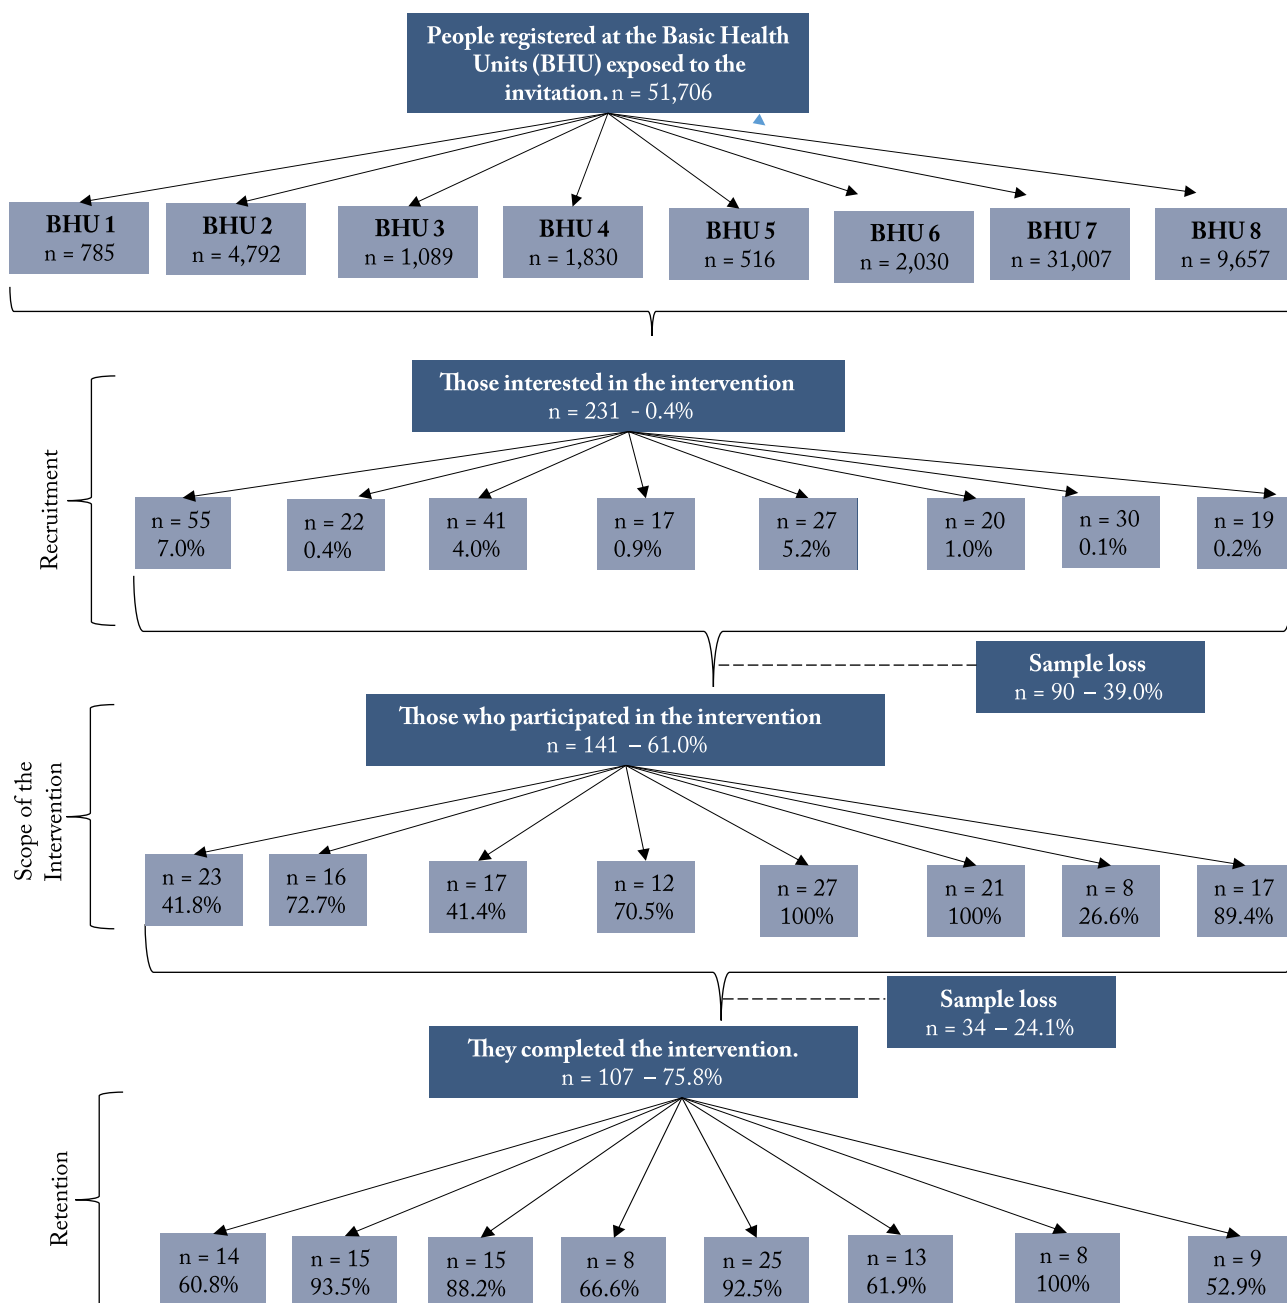 People registered at the Basic Health
Units (BHU) exposed to the
invitation. n = 51,706
BHU 1
n = 785
BHU 2
n = 4,792
BHU 3
n = 1,089
BHU 4
n = 1,830
BHU 5
n = 516
BHU 6
n = 2,030
BHU 7
n = 31,007
BHU 8
n = 9,657
Recruitment
Those interested in the intervention
n = 231 - 0.4%
n = 55
7.0%
n = 22
0.4%
n = 41
4.0%
n = 17
0.9%
n = 27
5.2%
n = 20
1.0%
n = 30
0.1%
n = 19
0.2%
Sample loss
n = 90 – 39.0%
Scope of the
Intervention
Those who participated in the intervention
n = 141 – 61.0%
n = 23
41.8%
n = 16
72.7%
n = 17
41.4%
n = 12
70.5%
n = 27
100%
n = 21
100%
n = 8
26.6%
n = 17
89.4%
Sample loss
n = 34 – 24.1%
Retention
They completed the intervention.
n = 107 – 75.8%
n = 14
60.8%
n = 15
93.5%
n = 15
88.2%
n = 8
66.6%
n = 25
92.5%
n = 13
61.9%
n = 8
100%
n = 9
52.9%